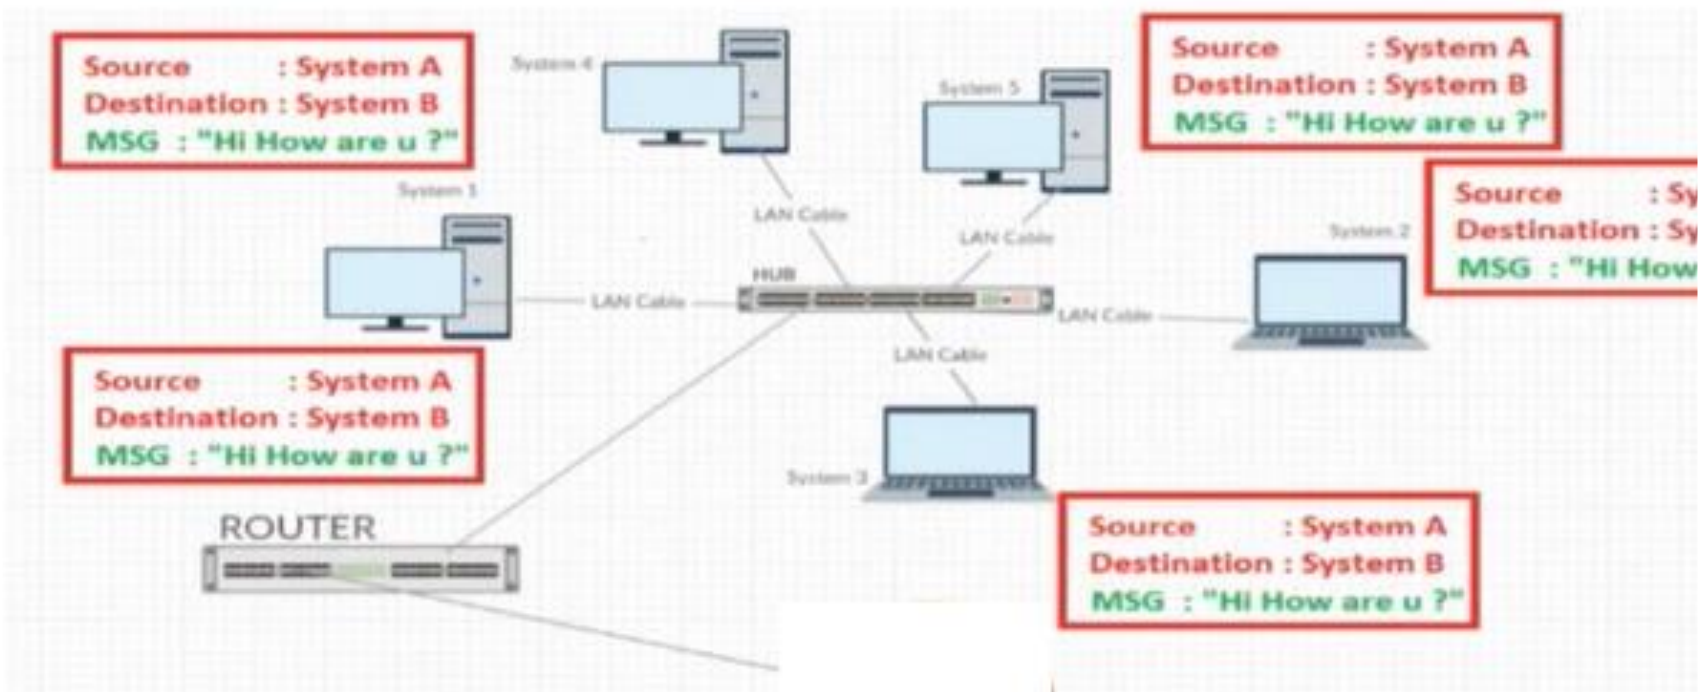 Source : System A
Destination : System B
MSG : "Hi How are u ?"
System 4
System 5
Source : System A
Destination : System B
MSG : "Hi How are u ?"
System 1
LAN Cable
LAN Cable
System 2
Source : Sy
Destination : Sy
MSG : "Hi How
HUB
LAN Cable
LAN Cable
LAN Cable
Source : System A
Destination : System B
MSG : "Hi How are u ?"
System 3
ROUTER
Source : System A
Destination : System B
MSG : "Hi How are u ?"